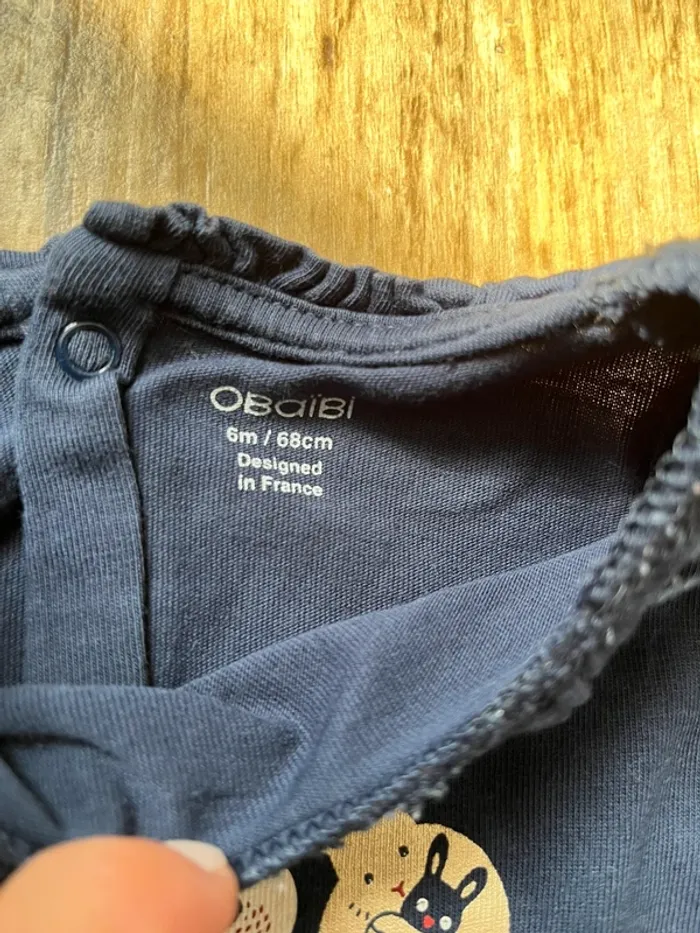 OBaïBi
6m / 68cm
Designed
in France